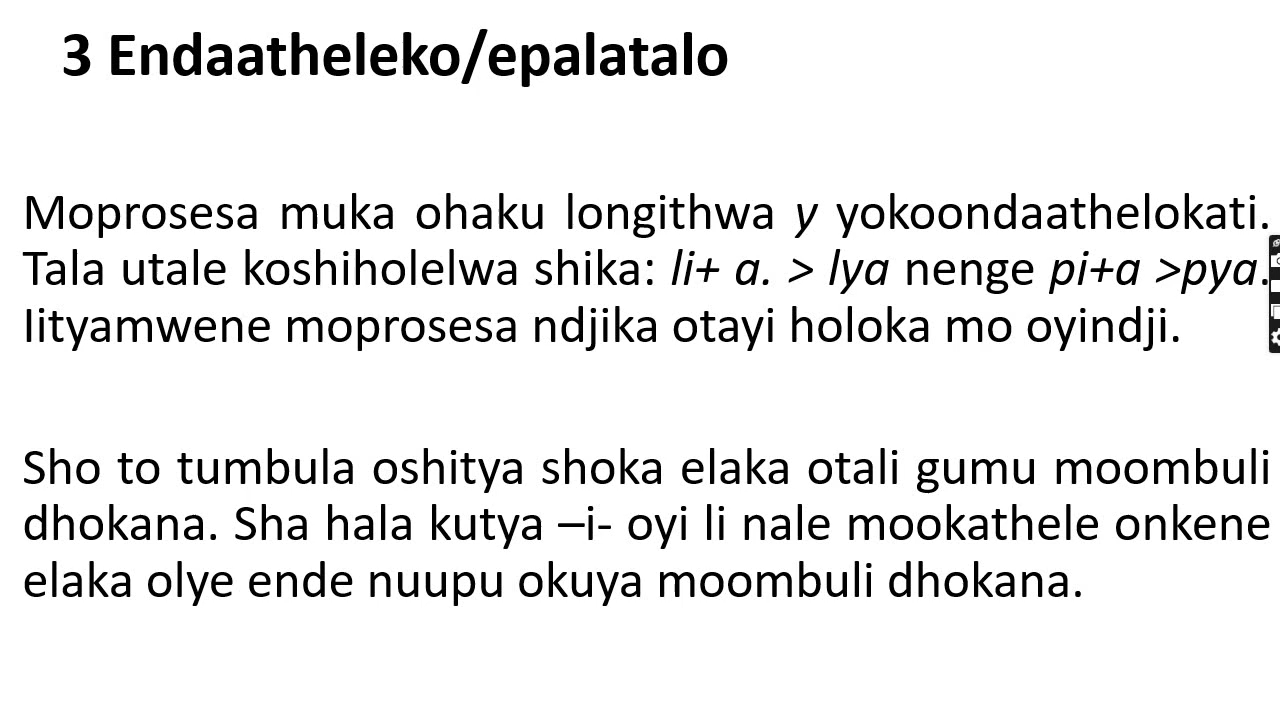 3 Endaatheleko/epalatalo
Moprosesa muka ohaku longithwa y yokoondaathelokati.
Tala utale koshiholelwa shika: li+ a. > lya nenge pi+a >pya.
Iityamwene moprosesa ndjika otayi holoka mo oyindji.
Sho to tumbula oshitya shoka elaka otali gumu moombuli
dhokana. Sha hala kutya –i- oyi li nale mookathele onkene
elaka olye ende nuupu okuya moombuli dhokana.